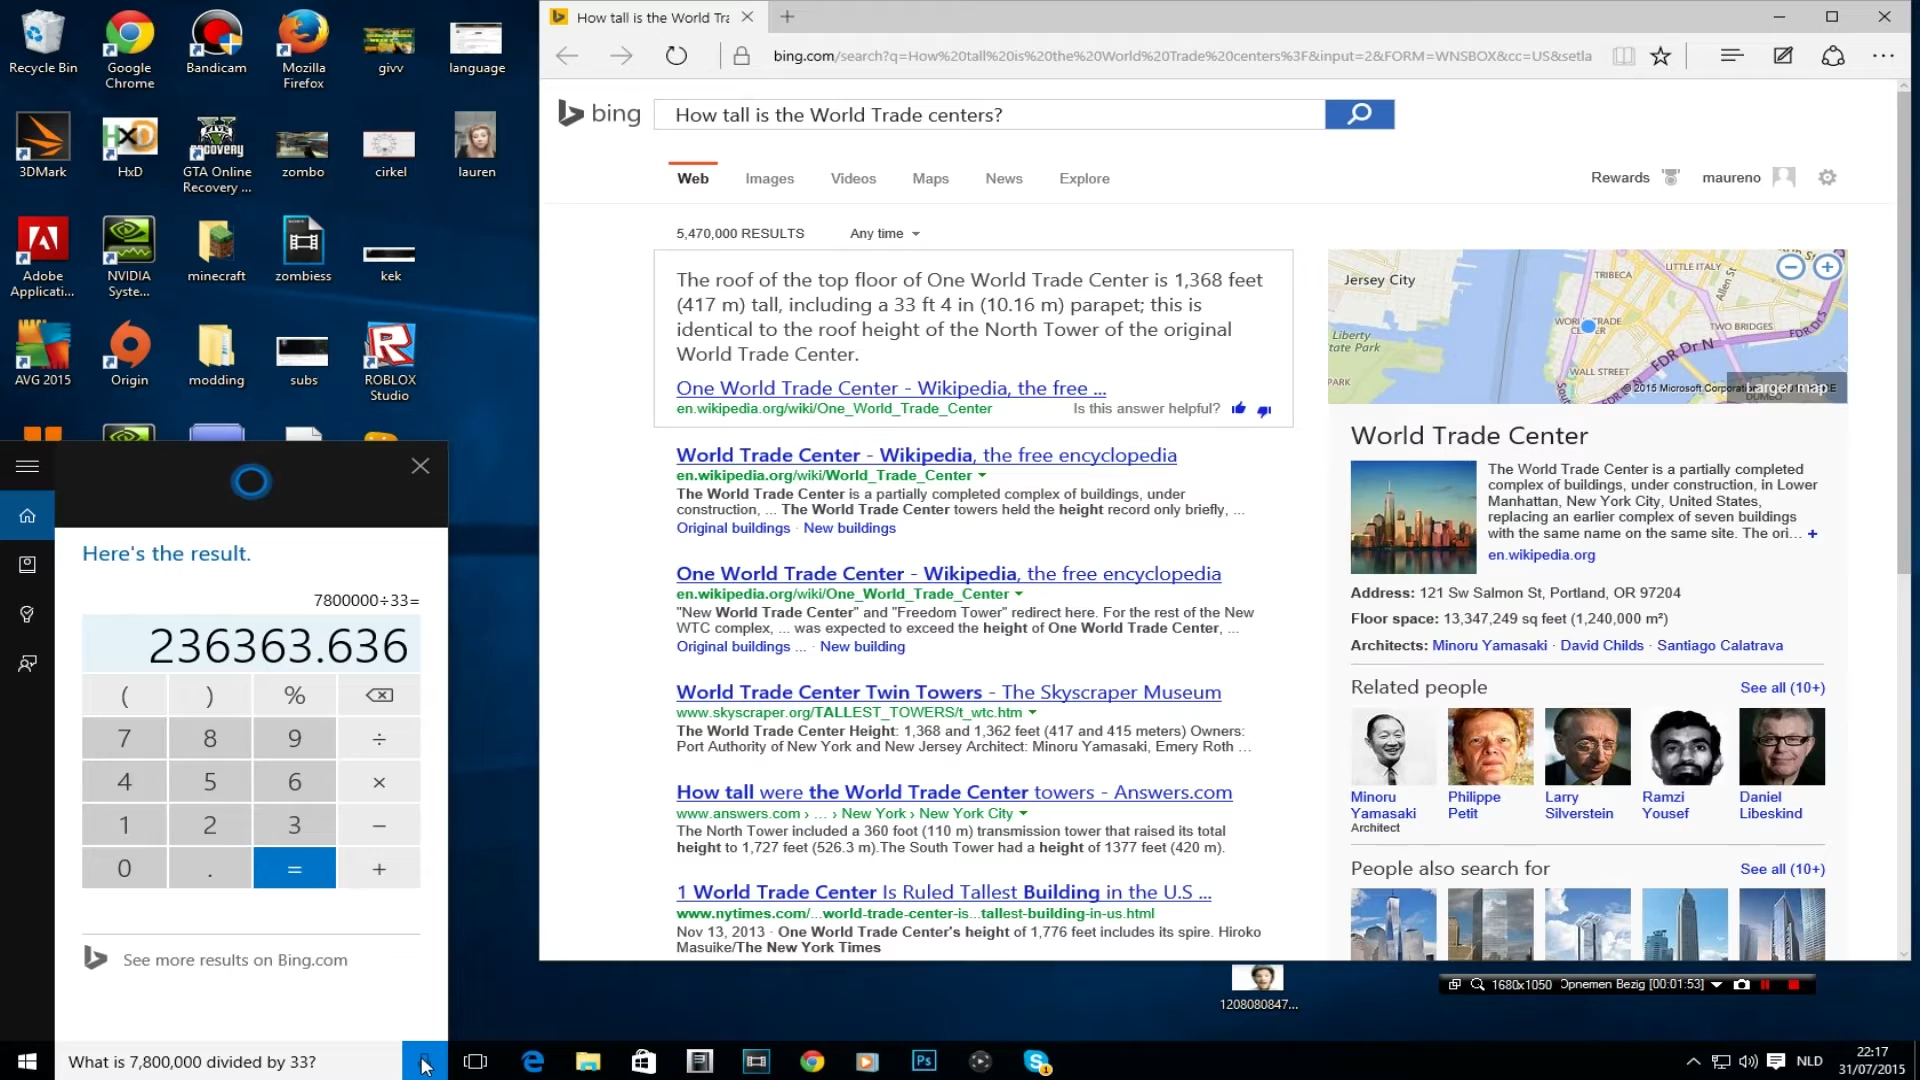 Recycle Bin
Google
Chrome
Bandicam
Mozilla
Firefox
givv
language
3DMark
HxD
HxD
V
RECOVERY
GTA Online
Recovery ...
zombo
cirkel
lauren
Adobe
Applicati...
NVIDIA
Syste...
minecraft
zombiess
kek
AVG 2015
Origin
modding
subs
ROBLOX
Studio
Here's the result.
7800000÷33=
236363.636
( ) %
7 8 9 ÷
4 5 6 ×
1 2 3 −
0 . = +
See more results on Bing.com
What is 7,800,000 divided by 33?
How tall is the World Tra
bing.com/search?q=How%20tall%20is%20the%20World%20Trade%20centers%3F&input=2&FORM=WNSBOX&cc=US&setla
bing
How tall is the World Trade centers?
Web Images Videos Maps News Explore
Rewards maureno
5,470,000 RESULTS Any time
The roof of the top floor of One World Trade Center is 1,368 feet
(417 m) tall, including a 33 ft 4 in (10.16 m) parapet; this is
identical to the roof height of the North Tower of the original
World Trade Center.
One World Trade Center - Wikipedia, the free ...
en.wikipedia.org/wiki/One_World_Trade_Center Is this answer helpful?
World Trade Center - Wikipedia, the free encyclopedia
en.wikipedia.org/wiki/World_Trade_Center
The World Trade Center is a partially completed complex of buildings, under
construction, ... The World Trade Center towers held the height record only briefly, ...
Original buildings · New buildings
One World Trade Center - Wikipedia, the free encyclopedia
en.wikipedia.org/wiki/One_World_Trade_Center
"New World Trade Center" and "Freedom Tower" redirect here. For the rest of the New
WTC complex, ... was expected to exceed the height of One World Trade Center, ...
Original buildings ... · New building
World Trade Center Twin Towers - The Skyscraper Museum
www.skyscraper.org/TALLEST_TOWERS/t_wtc.htm
The World Trade Center Height: 1,368 and 1,362 feet (417 and 415 meters) Owners:
Port Authority of New York and New Jersey Architect: Minoru Yamasaki, Emery Roth ...
How tall were the World Trade Center towers - Answers.com
www.answers.com › ... › New York › New York City
The North Tower included a 360 foot (110 m) transmission tower that raised its total
height to 1,727 feet (526.3 m).The South Tower had a height of 1377 feet (420 m).
1 World Trade Center Is Ruled Tallest Building in the U.S ...
www.nytimes.com/...world-trade-center-is...tallest-building-in-us.html
Nov 13, 2013 · One World Trade Center's height of 1,776 feet includes its spire. Hiroko
Masuike/The New York Times
Jersey City
TRIBECA
LITTLE ITALY
Allen St
Liberty
State Park
TWO BRIDGES
FDR Dr N
FDR Dr S
PARK
WALL STREET
© 2015 Microsoft Corporation
Larger map
World Trade Center
The World Trade Center is a partially completed
complex of buildings, under construction, in Lower
Manhattan, New York City, United States,
replacing an earlier complex of seven buildings
with the same name on the same site. The ori... +
en.wikipedia.org
Address: 121 Sw Salmon St, Portland, OR 97204
Floor space: 13,347,249 sq feet (1,240,000 m²)
Architects: Minoru Yamasaki · David Childs · Santiago Calatrava
Related people See all (10+)
Minoru
Yamasaki
Architect
Philippe
Petit
Larry
Silverstein
Ramzi
Yousef
Daniel
Libeskind
People also search for See all (10+)
1208080847...
1680x1050 Opnemen Bezig [00:01:53]
Ps
NLD
22:17
31/07/2015